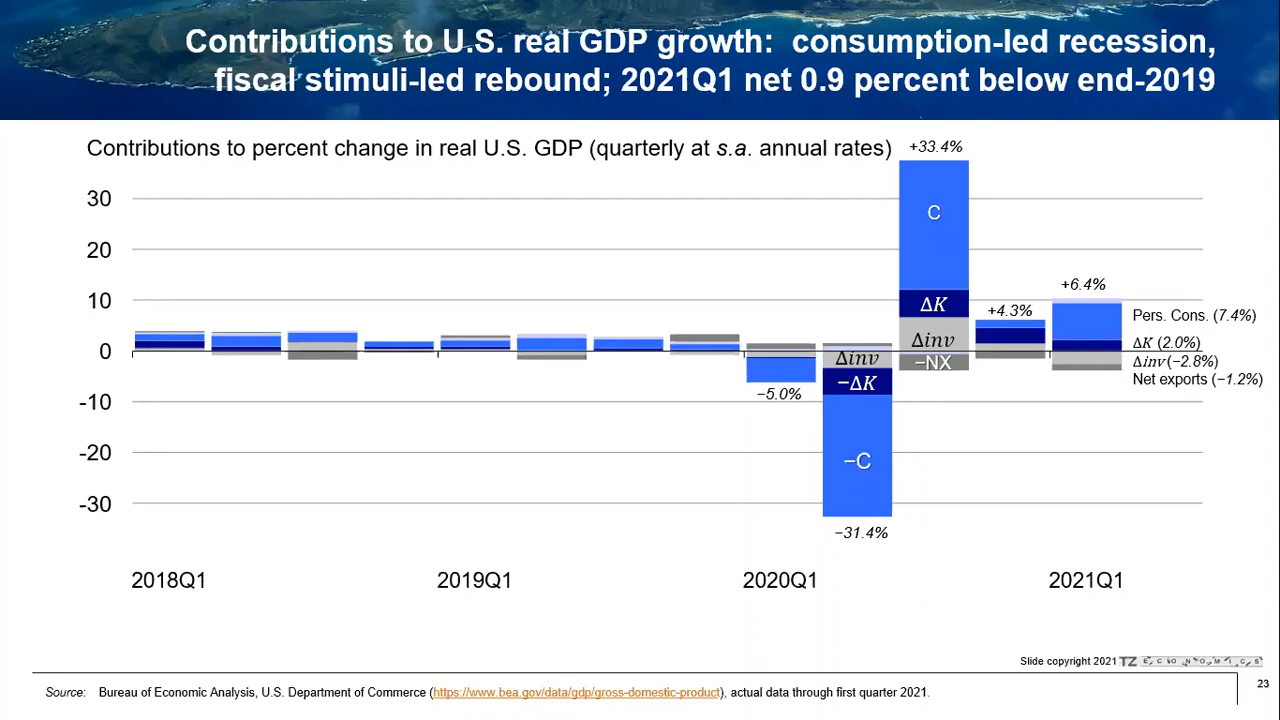 Contributions to U.S. real GDP growth:  consumption-led recession,
fiscal stimuli-led rebound; 2021Q1 net 0.9 percent below end-2019
Contributions to percent change in real U.S. GDP (quarterly at s.a. annual rates)
+33.4%
30
C
20
+6.4%
10
ΔK
+4.3%
Pers. Cons. (7.4%)
Δinv
ΔK (2.0%)
0
Δinv
−NX
Δinv (−2.8%)
Net exports (−1.2%)
−ΔK
−5.0%
-10
−C
-20
-30
−31.4%
2018Q1
2019Q1
2020Q1
2021Q1
Slide copyright 2021 TZ ECONOMICS
Source:   Bureau of Economic Analysis, U.S. Department of Commerce (https://www.bea.gov/data/gdp/gross-domestic-product), actual data through first quarter 2021.
23